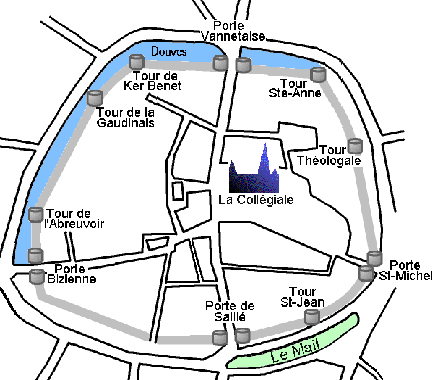 Porte
Vannetaise
Douves
Tour de
Ker Benet
Tour
Ste-Anne
Tour de la
Gaudinais
Tour
Théologale
La Collégiale
Tour de
l'Abreuvoir
Porte
Bizienne
Porte
St-Michel
Tour
St-Jean
Porte de
Saillé
Le Mail